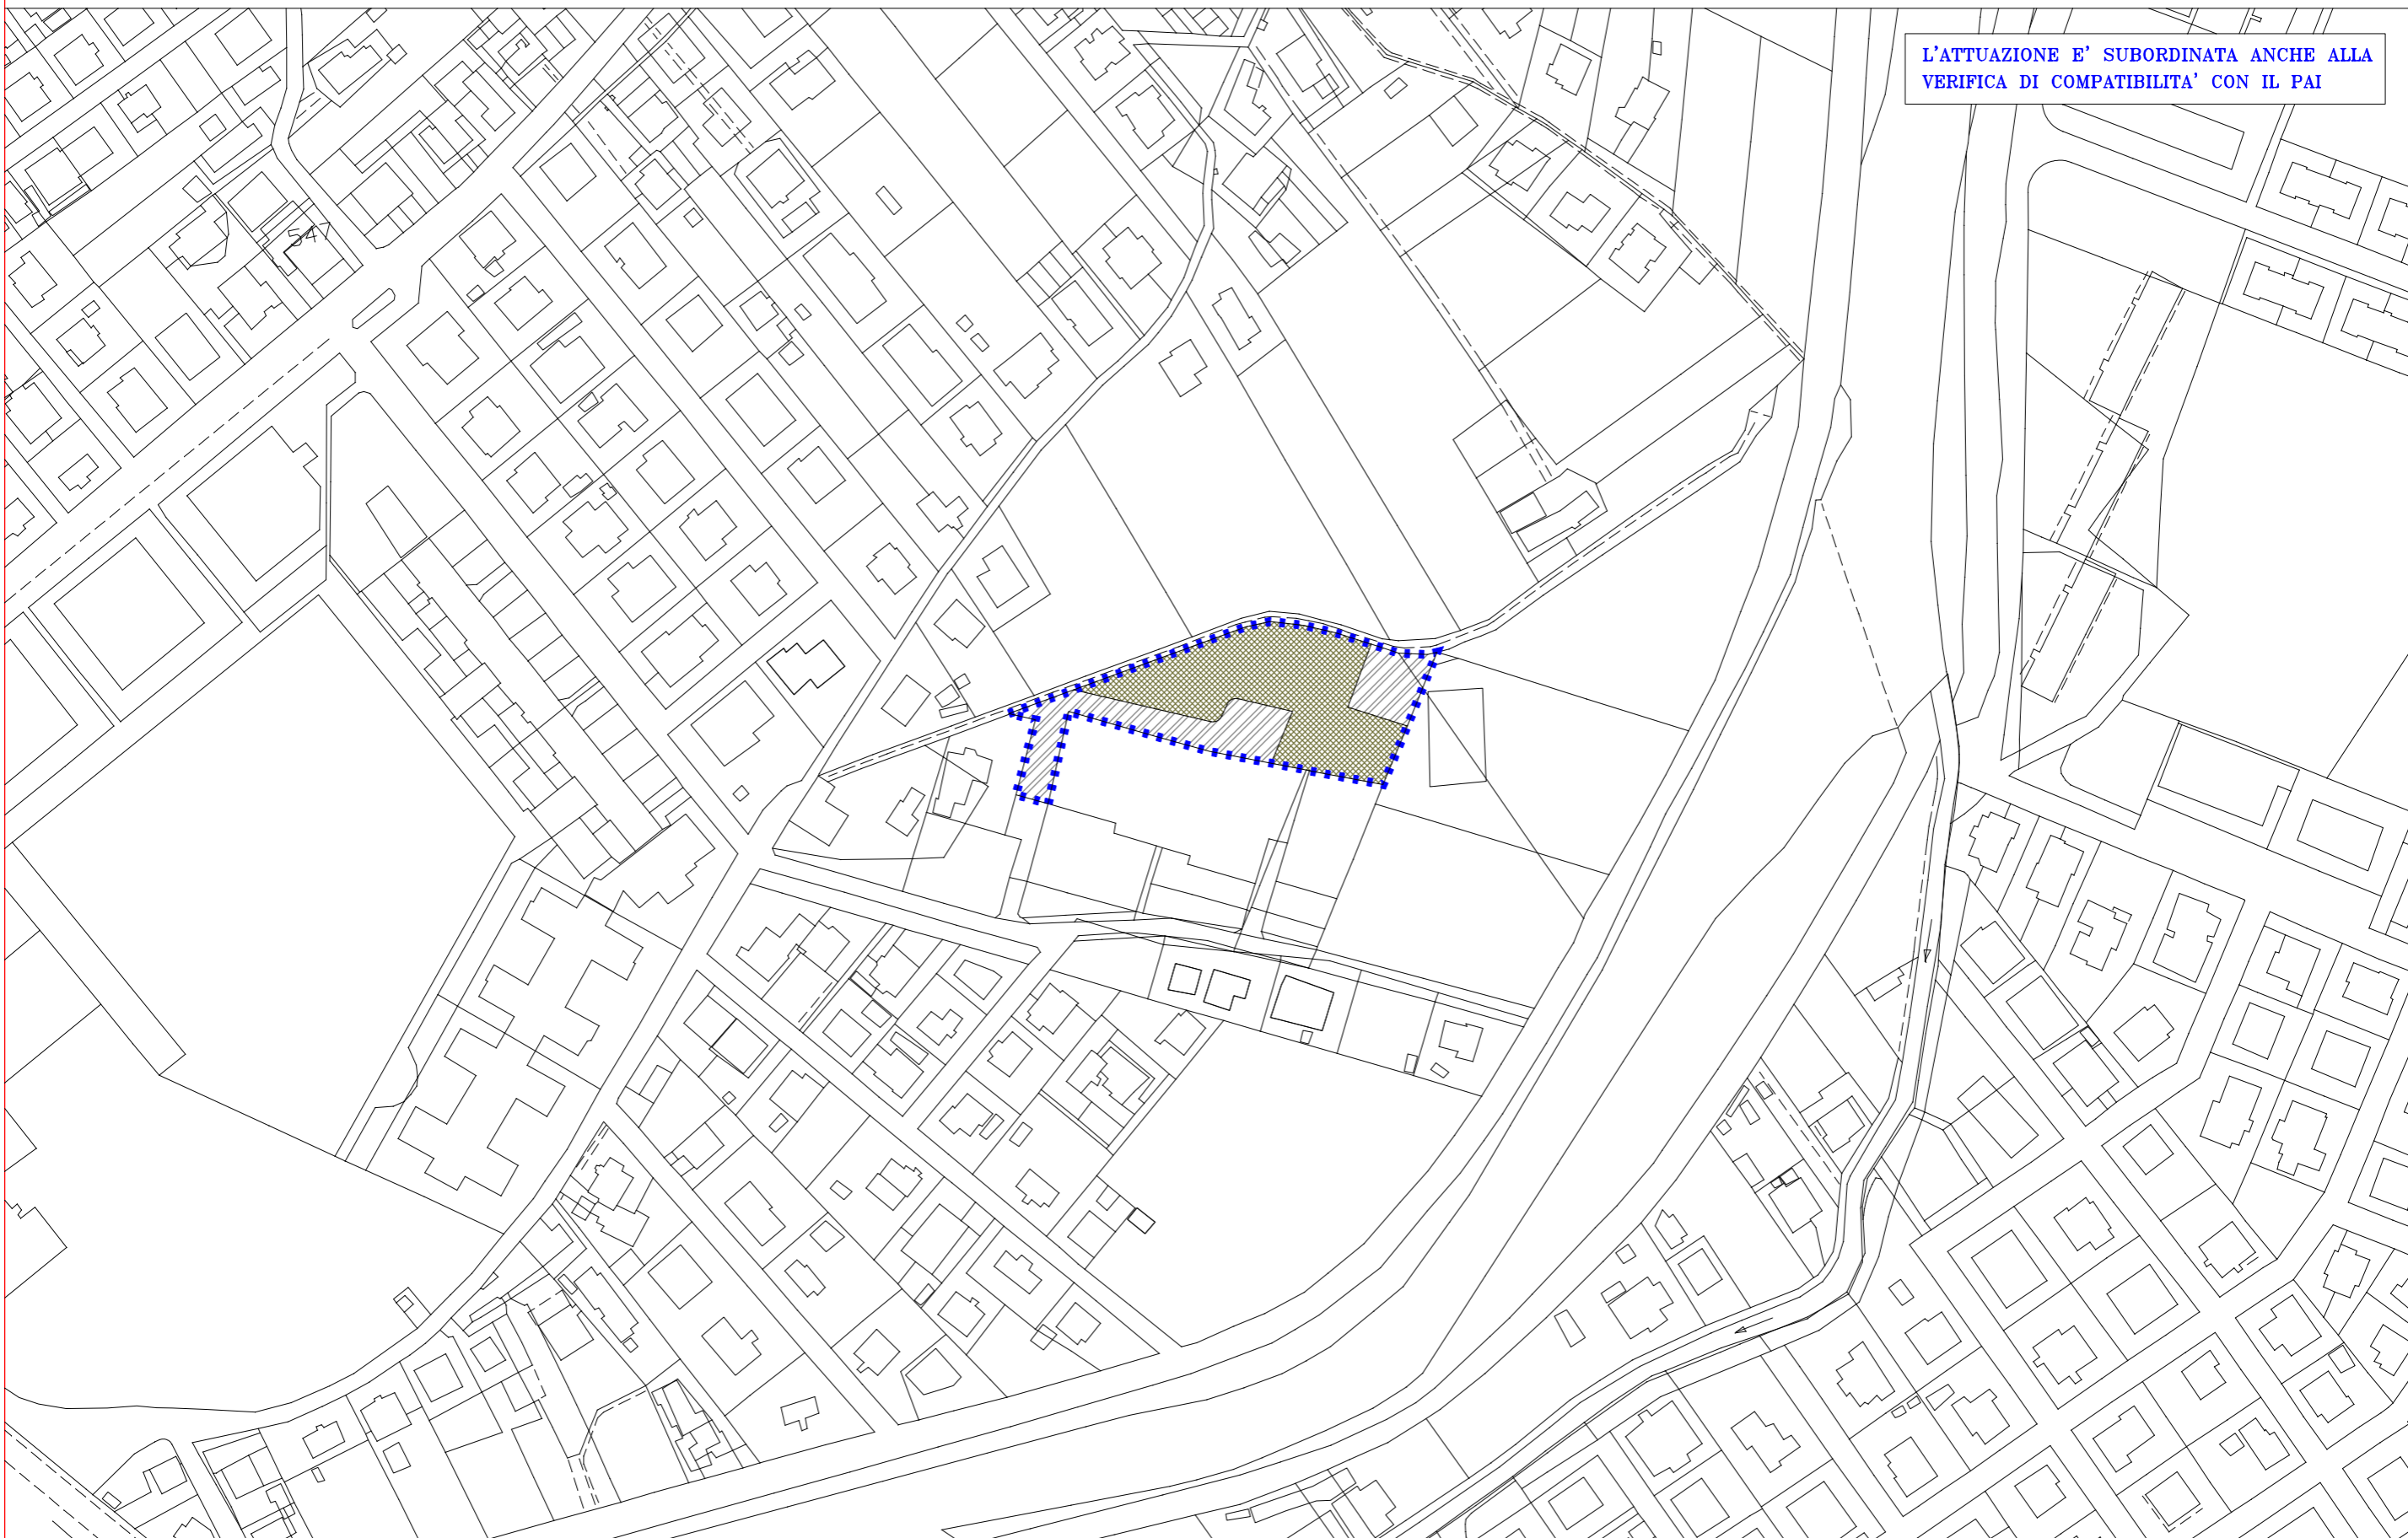 L'ATTUAZIONE E' SUBORDINATA ANCHE ALLA
VERIFICA DI COMPATIBILITA' CON IL PAI
547